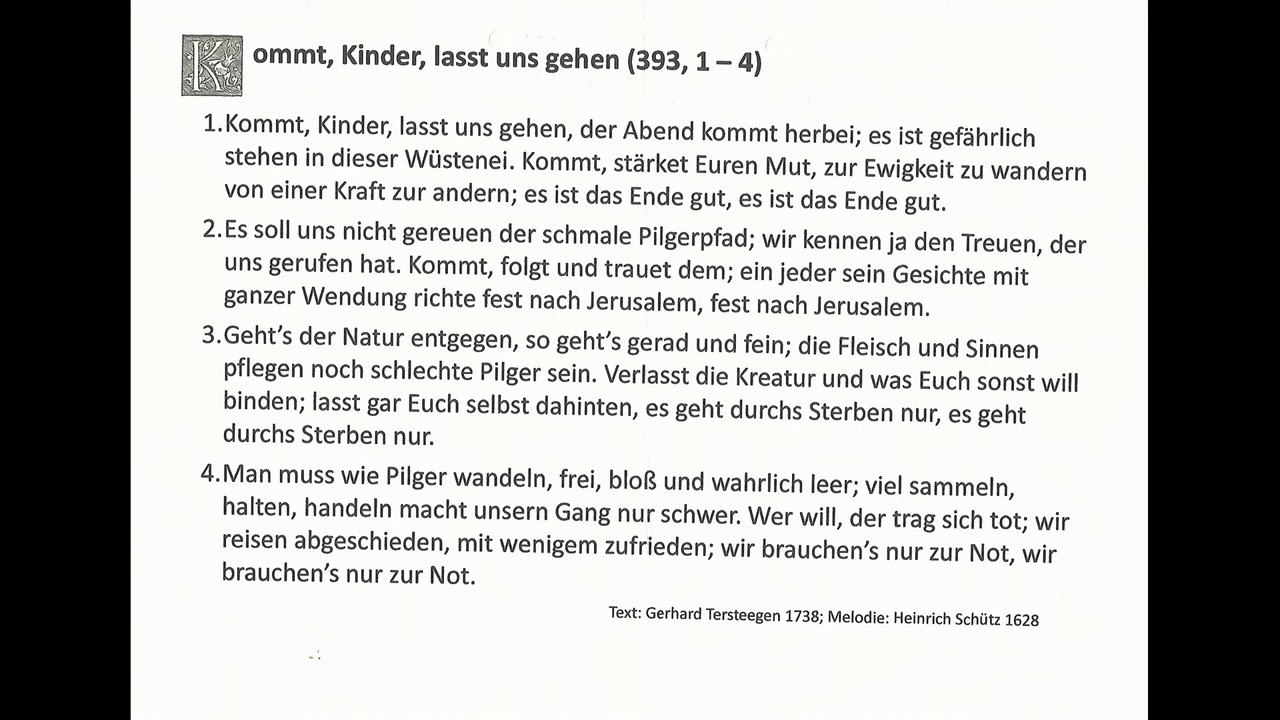 Kommt, Kinder, lasst uns gehen (393, 1 – 4)
1. Kommt, Kinder, lasst uns gehen, der Abend kommt herbei; es ist gefährlich
stehen in dieser Wüstenei. Kommt, stärket Euren Mut, zur Ewigkeit zu wandern
von einer Kraft zur andern; es ist das Ende gut, es ist das Ende gut.
2. Es soll uns nicht gereuen der schmale Pilgerpfad; wir kennen ja den Treuen, der
uns gerufen hat. Kommt, folgt und trauet dem; ein jeder sein Gesichte mit
ganzer Wendung richte fest nach Jerusalem, fest nach Jerusalem.
3. Geht’s der Natur entgegen, so geht’s gerad und fein; die Fleisch und Sinnen
pflegen noch schlechte Pilger sein. Verlasst die Kreatur und was Euch sonst will
binden; lasst gar Euch selbst dahinten, es geht durchs Sterben nur, es geht
durchs Sterben nur.
4. Man muss wie Pilger wandeln, frei, bloß und wahrlich leer; viel sammeln,
halten, handeln macht unsern Gang nur schwer. Wer will, der trag sich tot; wir
reisen abgeschieden, mit wenigem zufrieden; wir brauchen’s nur zur Not, wir
brauchen’s nur zur Not.
Text: Gerhard Tersteegen 1738; Melodie: Heinrich Schütz 1628